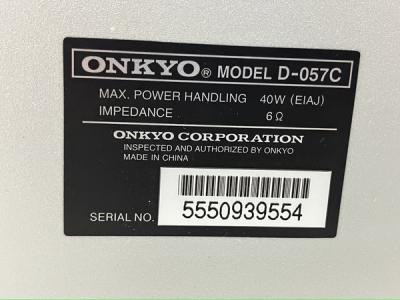 ONKYO® MODEL D-057C
MAX. POWER HANDLING 40W (EIAJ)
IMPEDANCE 6 Ω
ONKYO CORPORATION
INSPECTED AND AUTHORIZED BY ONKYO
MADE IN CHINA
SERIAL NO. 5550939554